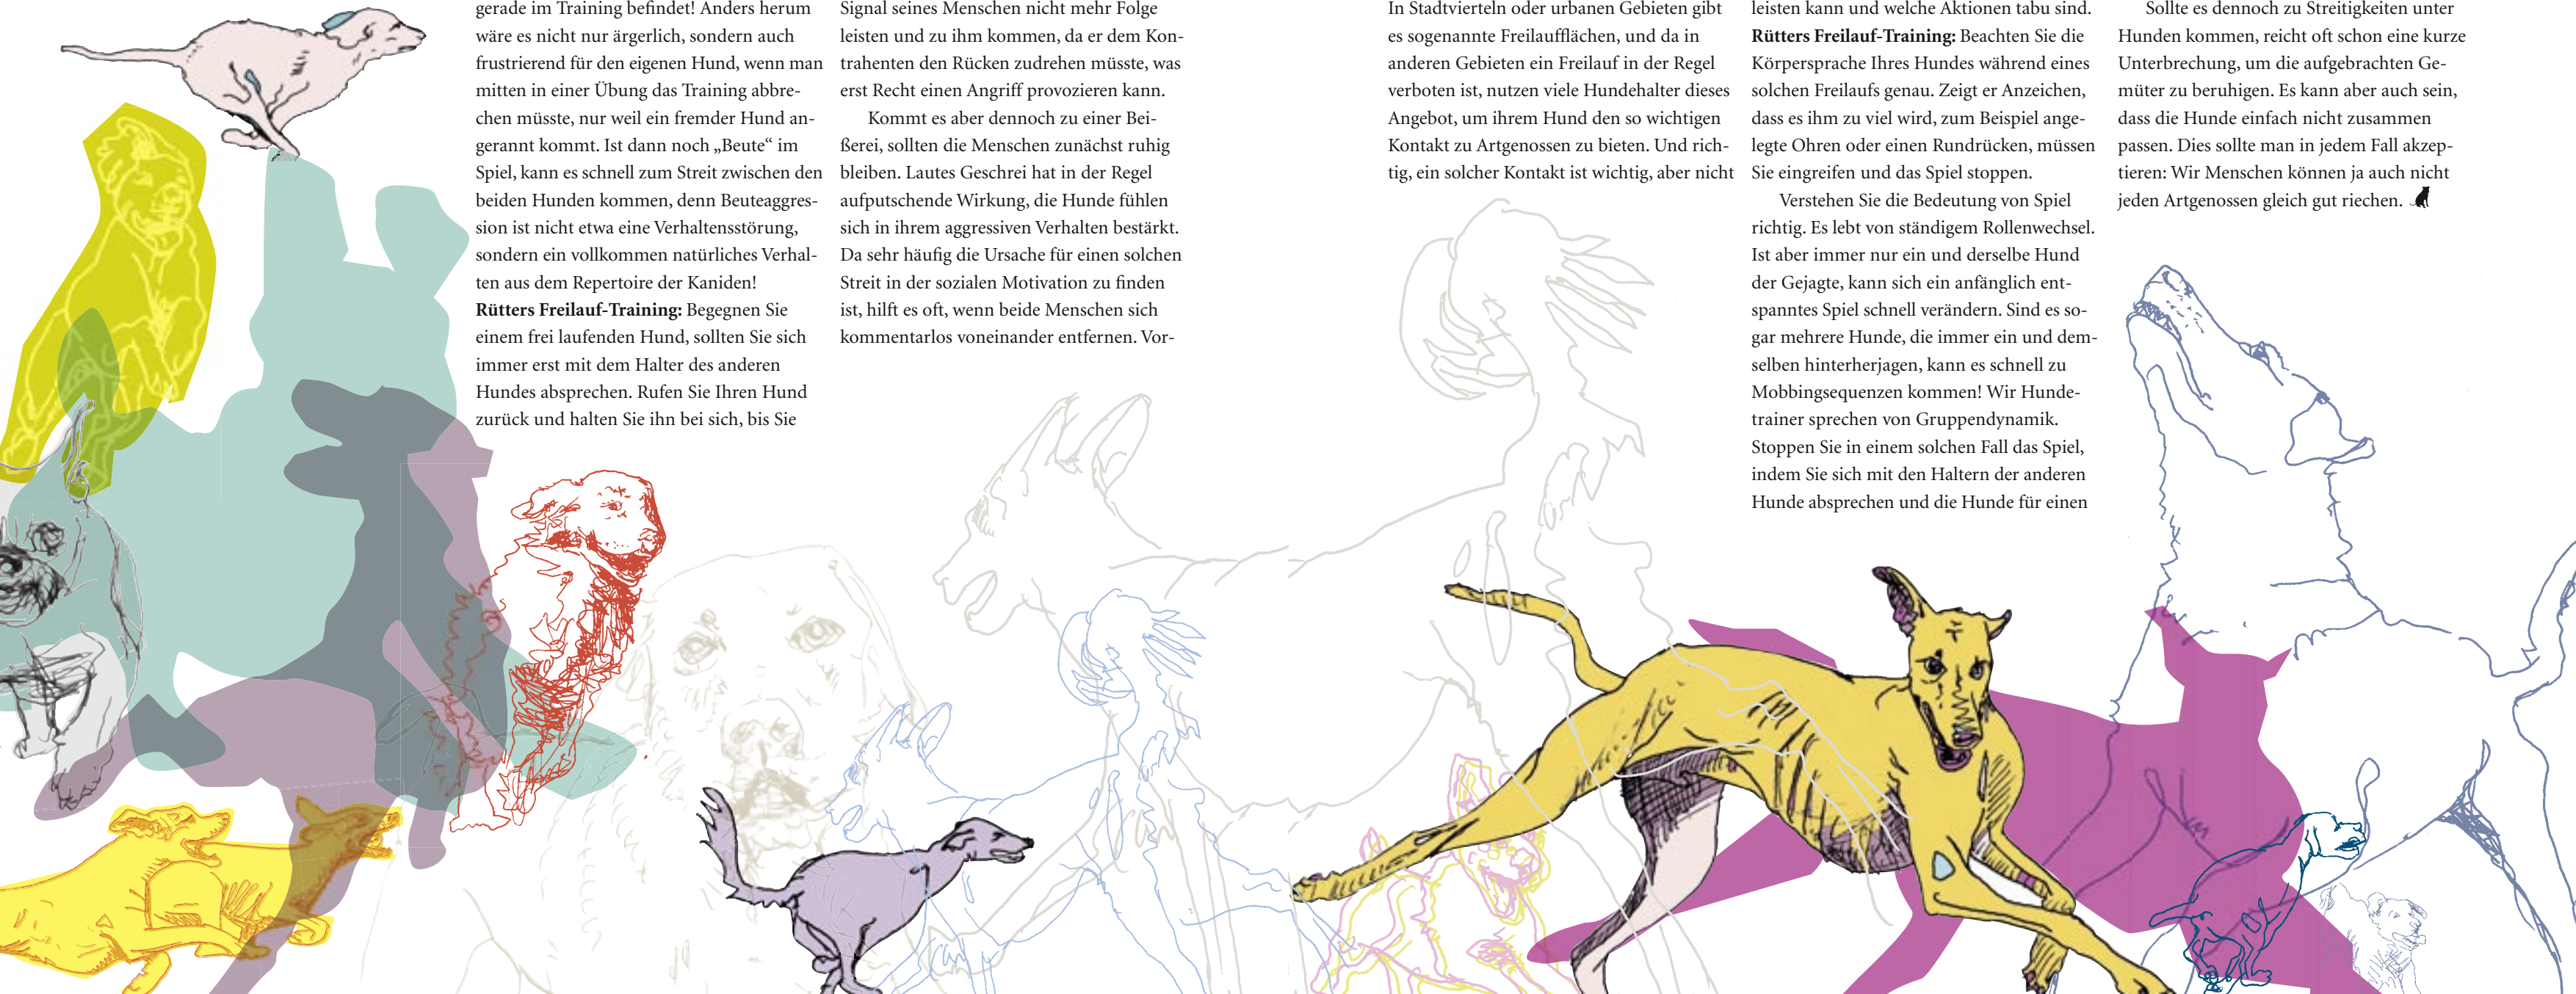 gerade im Training befindet! Anders herum
wäre es nicht nur ärgerlich, sondern auch
frustrierend für den eigenen Hund, wenn man
mitten in einer Übung das Training abbre-
chen müsste, nur weil ein fremder Hund an-
gerannt kommt. Ist dann noch „Beute“ im
Spiel, kann es schnell zum Streit zwischen den
beiden Hunden kommen, denn Beuteaggres-
sion ist nicht etwa eine Verhaltensstörung,
sondern ein vollkommen natürliches Verhal-
ten aus dem Repertoire der Kaniden!
Rütters Freilauf-Training: Begegnen Sie
einem frei laufenden Hund, sollten Sie sich
immer erst mit dem Halter des anderen
Hundes absprechen. Rufen Sie Ihren Hund
zurück und halten Sie ihn bei sich, bis Sie
Signal seines Menschen nicht mehr Folge
leisten und zu ihm kommen, da er dem Kon-
trahenten den Rücken zudrehen müsste, was
erst Recht einen Angriff provozieren kann.
Kommt es aber dennoch zu einer Bei-
ßerei, sollten die Menschen zunächst ruhig
bleiben. Lautes Geschrei hat in der Regel
aufputschende Wirkung, die Hunde fühlen
sich in ihrem aggressiven Verhalten bestärkt.
Da sehr häufig die Ursache für einen solchen
Streit in der sozialen Motivation zu finden
ist, hilft es oft, wenn beide Menschen sich
kommentarlos voneinander entfernen. Vor-
In Stadtvierteln oder urbanen Gebieten gibt
es sogenannte Freilaufflächen, und da in
anderen Gebieten ein Freilauf in der Regel
verboten ist, nutzen viele Hundehalter dieses
Angebot, um ihrem Hund den so wichtigen
Kontakt zu Artgenossen zu bieten. Und rich-
tig, ein solcher Kontakt ist wichtig, aber nicht
leisten kann und welche Aktionen tabu sind.
Rütters Freilauf-Training: Beachten Sie die
Körpersprache Ihres Hundes während eines
solchen Freilaufs genau. Zeigt er Anzeichen,
dass es ihm zu viel wird, zum Beispiel ange-
legte Ohren oder einen Rundrücken, müssen
Sie eingreifen und das Spiel stoppen.
Verstehen Sie die Bedeutung von Spiel
richtig. Es lebt von ständigem Rollenwechsel.
Ist aber immer nur ein und derselbe Hund
der Gejagte, kann sich ein anfänglich ent-
spanntes Spiel schnell verändern. Sind es so-
gar mehrere Hunde, die immer ein und dem-
selben hinterherjagen, kann es schnell zu
Mobbingsequenzen kommen! Wir Hunde-
trainer sprechen von Gruppendynamik.
Stoppen Sie in einem solchen Fall das Spiel,
indem Sie sich mit den Haltern der anderen
Hunde absprechen und die Hunde für einen
Sollte es dennoch zu Streitigkeiten unter
Hunden kommen, reicht oft schon eine kurze
Unterbrechung, um die aufgebrachten Ge-
müter zu beruhigen. Es kann aber auch sein,
dass die Hunde einfach nicht zusammen
passen. Dies sollte man in jedem Fall akzep-
tieren: Wir Menschen können ja auch nicht
jeden Artgenossen gleich gut riechen.